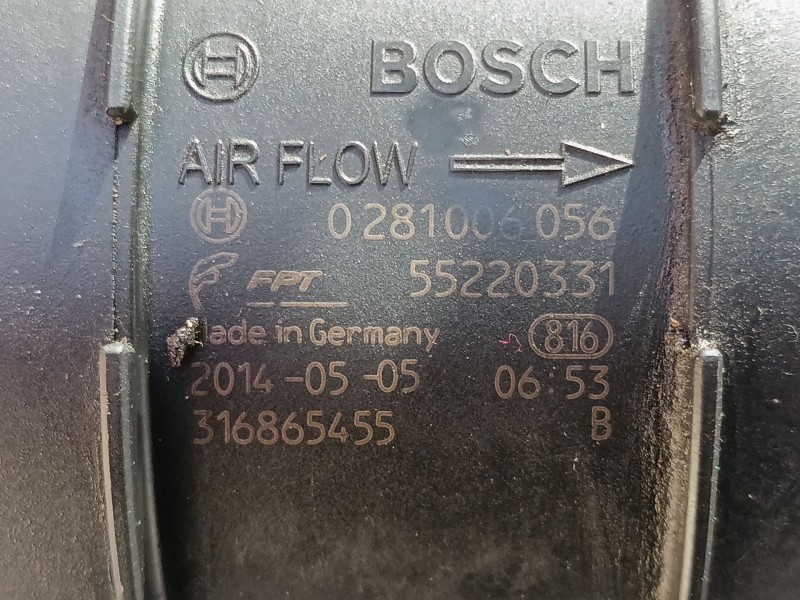 BOSCH
AIR FLOW
0 281 006 056
FPT 55220331
Made in Germany 816
2014-05-05 06:53
316865455 B